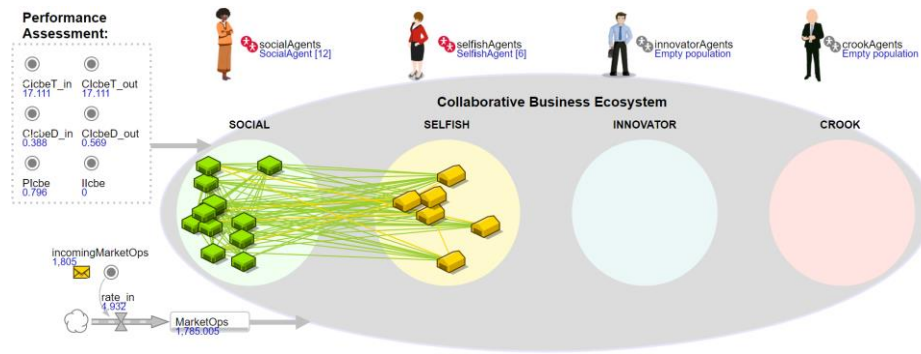 Performance
Assessment:
CIcbeT_in
17.111
CIcbeT_out
17.111
CIcbeD_in
0.388
CIcbeD_out
0.569
PIcbe
0.796
IIcbe
0
socialAgents
SocialAgent [12]
selfishAgents
SelfishAgent [6]
innovatorAgents
Empty population
crookAgents
Empty population
Collaborative Business Ecosystem
SOCIAL
SELFISH
INNOVATOR
CROOK
incomingMarketOps
1,805
rate_in
4.932
MarketOps
1,785.005